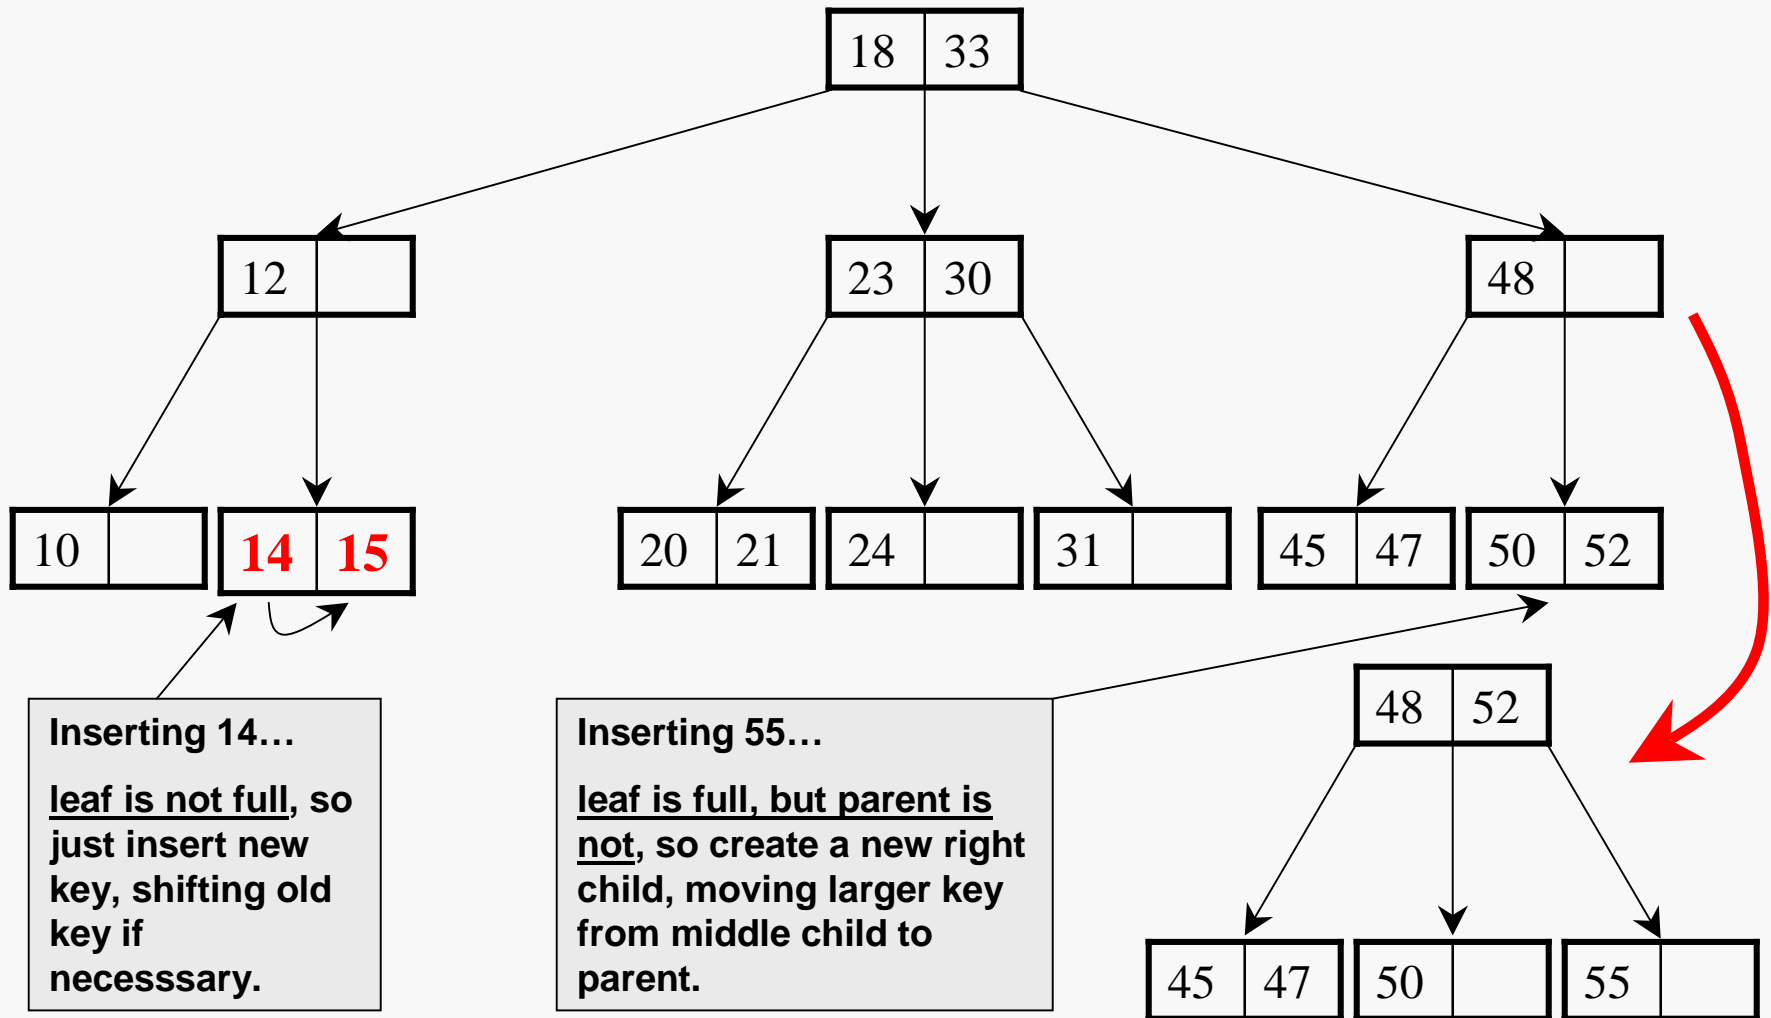 18 33
12
23 30
48
10
14 15
20 21
24
31
45 47
50 52
Inserting 14…
leaf is not full, so
just insert new
key, shifting old
key if
necesssary.
Inserting 55…
leaf is full, but parent is
not, so create a new right
child, moving larger key
from middle child to
parent.
48 52
45 47
50
55